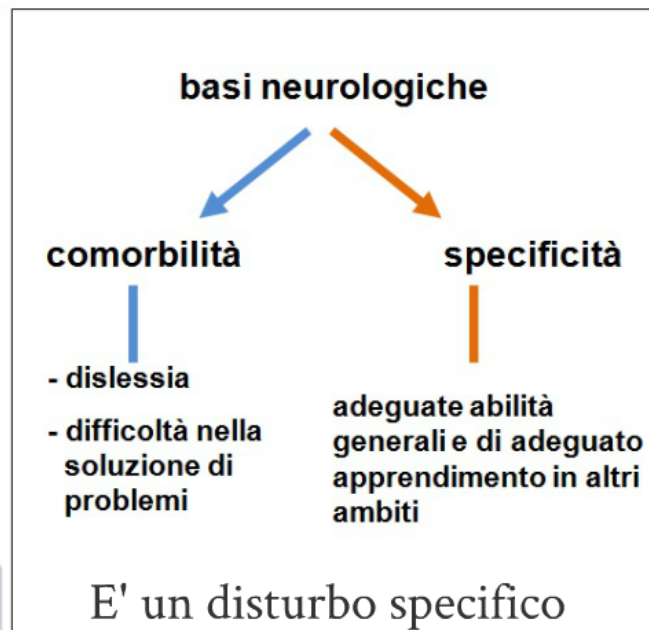 basi neurologiche
comorbilità
specificità
- dislessia
- difficoltà nella
soluzione di
problemi
adeguate abilità
generali e di adeguato
apprendimento in altri
ambiti
E' un disturbo specifico